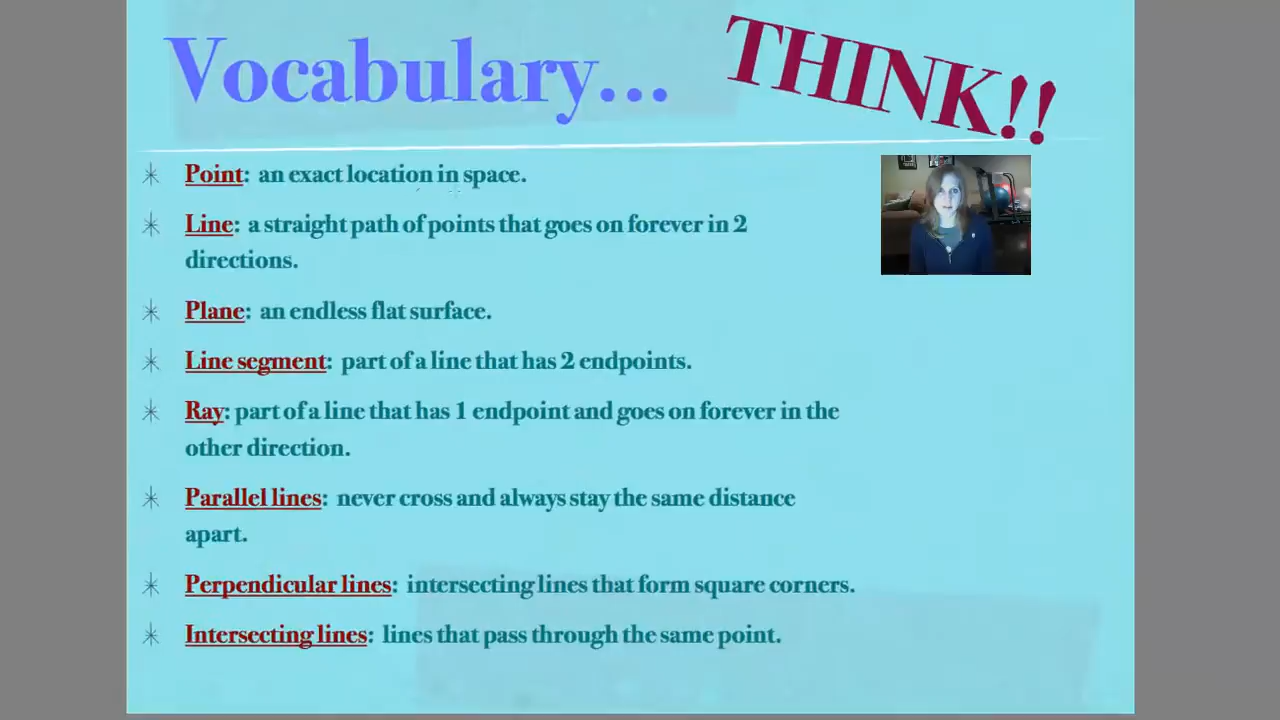 Vocabulary...
THINK!!
Point: an exact location in space.
Line: a straight path of points that goes on forever in 2
directions.
Plane: an endless flat surface.
Line segment: part of a line that has 2 endpoints.
Ray: part of a line that has 1 endpoint and goes on forever in the
other direction.
Parallel lines: never cross and always stay the same distance
apart.
Perpendicular lines: intersecting lines that form square corners.
Intersecting lines: lines that pass through the same point.